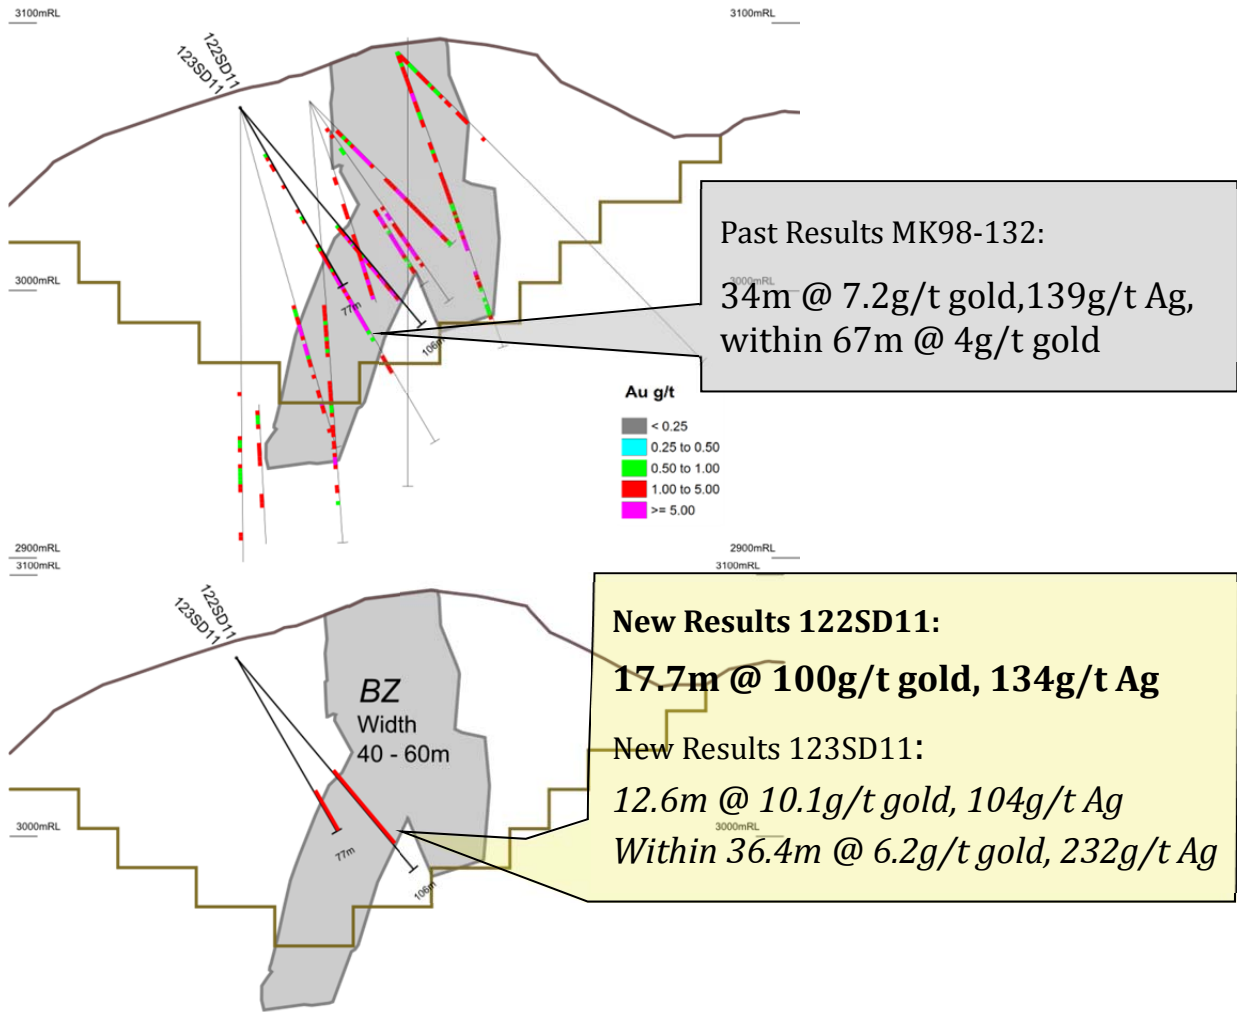 3100mRL
3100mRL
122SD11
123SD11
Past Results MK98-132:
3000mRL
3000mRL
34m @ 7.2g/t gold,139g/t Ag,
within 67m @ 4g/t gold
77m
106m
Au g/t
< 0.25
0.25 to 0.50
0.50 to 1.00
1.00 to 5.00
>= 5.00
2900mRL
2900mRL
3100mRL
3100mRL
122SD11
123SD11
New Results 122SD11:
17.7m @ 100g/t gold, 134g/t Ag
BZ
Width
40 - 60m
New Results 123SD11:
12.6m @ 10.1g/t gold, 104g/t Ag
3000mRL
3000mRL
Within 36.4m @ 6.2g/t gold, 232g/t Ag
77m
106m